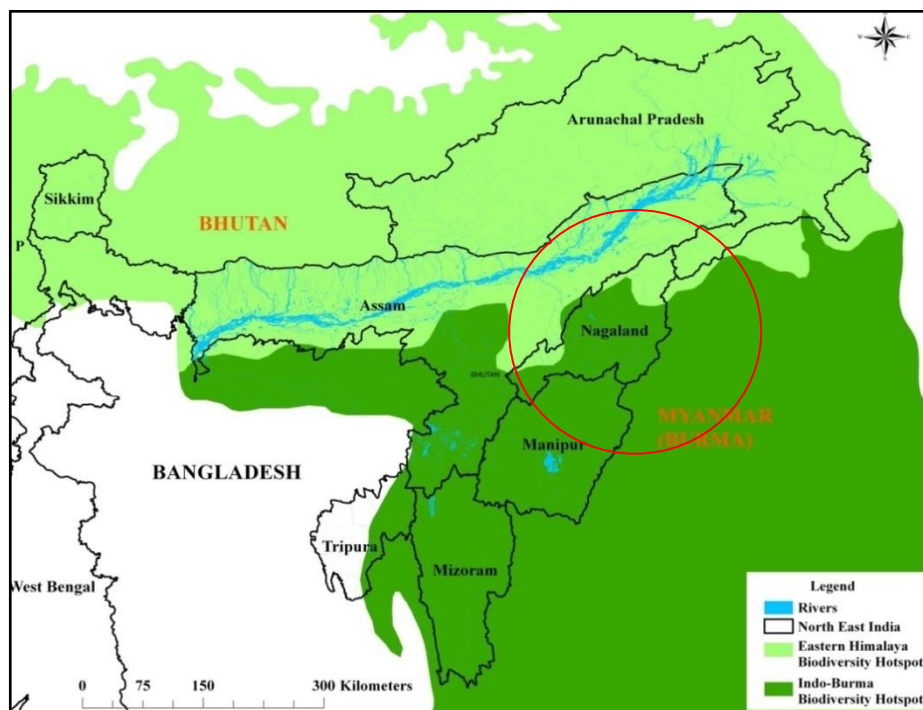 N
W
E
S
Arunachal Pradesh
Sikkim
BHUTAN
P
Assam
Nagaland
BHUTAN
MYANMAR
(BURMA)
Manipur
BANGLADESH
Tripura
Mizoram
West Bengal
Legend
Rivers
North East India
Eastern Himalaya
Biodiversity Hotspot
Indo-Burma
Biodiversity Hotspot
0 75 150 300 Kilometers